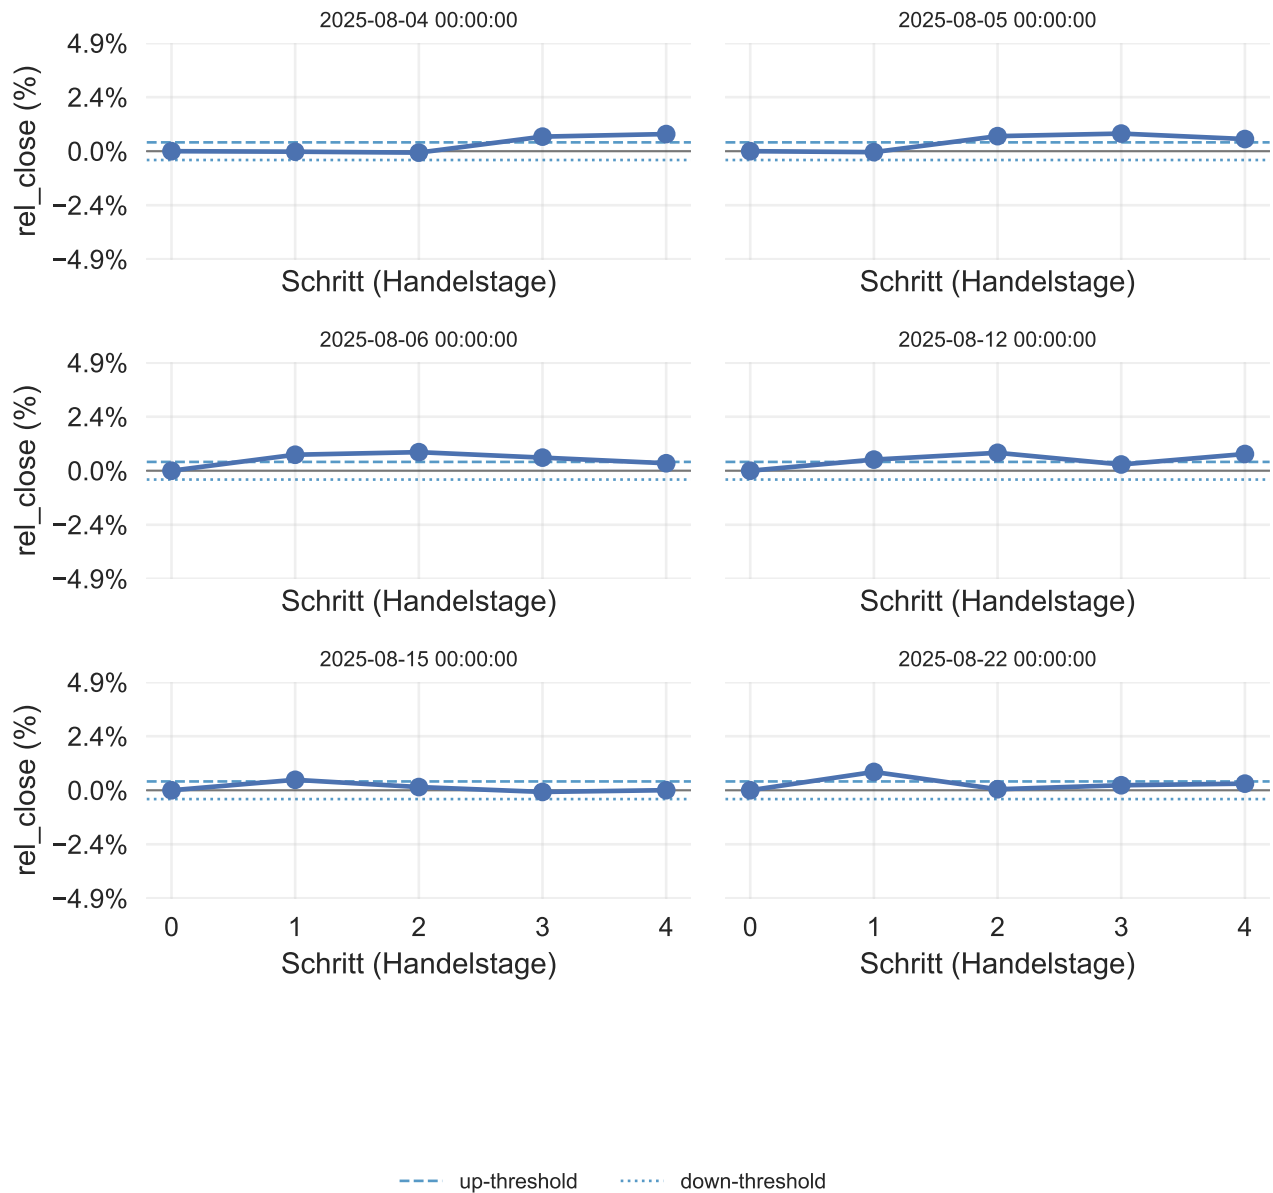 2025-08-04 00:00:00
2025-08-05 00:00:00
4.9%
2.4%
0.0%
−2.4%
−4.9%
rel_close (%)
Schritt (Handelstage)
Schritt (Handelstage)
2025-08-06 00:00:00
2025-08-12 00:00:00
4.9%
2.4%
0.0%
−2.4%
−4.9%
rel_close (%)
Schritt (Handelstage)
Schritt (Handelstage)
2025-08-15 00:00:00
2025-08-22 00:00:00
4.9%
2.4%
0.0%
−2.4%
−4.9%
rel_close (%)
0 1 2 3 4
0 1 2 3 4
Schritt (Handelstage)
Schritt (Handelstage)
up-threshold
down-threshold